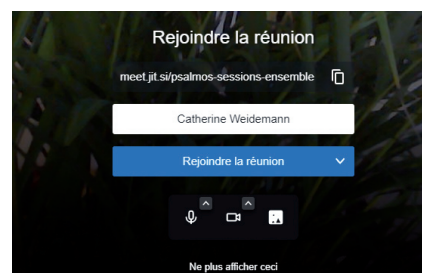 Rejoindre la réunion
meet.jit.si/psalmos-sessions-ensemble
Catherine Weidemann
Rejoindre la réunion
Ne plus afficher ceci